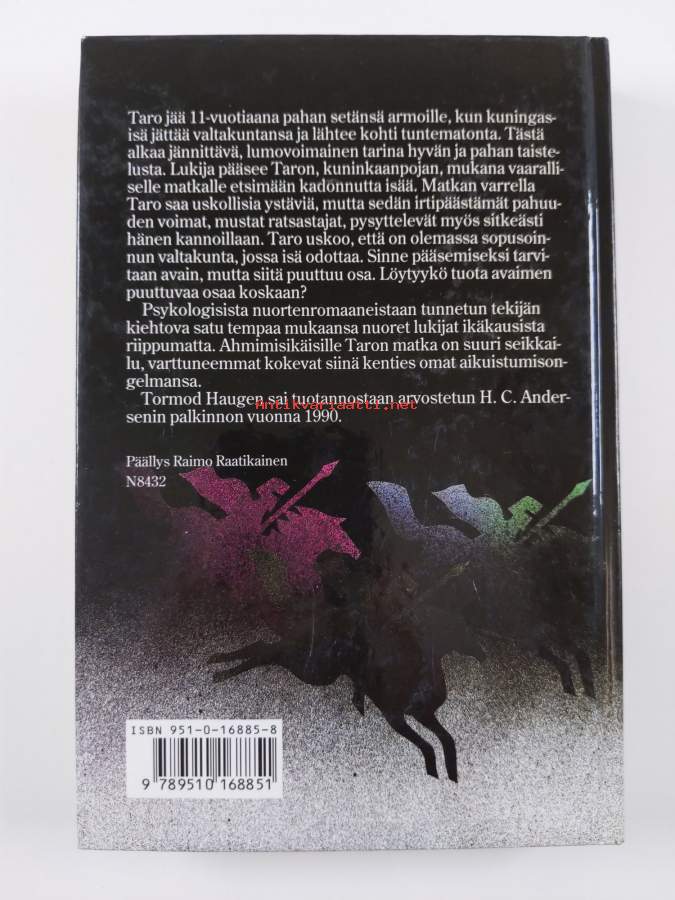 Taro jää 11-vuotiaana pahan setänsä armoille, kun kuningas-
isä jättää valtakuntansa ja lähtee kohti tuntematonta. Tästä
alkaa jännittävä, lumovoimainen tarina hyvän ja pahan taiste-
lusta. Lukija pääsee Taron, kuninkaanpojan, mukana vaaralli-
selle matkalle etsimään kadonnutta isää. Matkan varrella
Taro saa uskollisia ystäviä, mutta sedän irtipäästämät pahuu-
den voimat, mustat ratsastajat, pysyttelevät myös sitkeästi
hänen kannoillaan. Taro uskoo, että on olemassa sopusoin-
nun valtakunta, jossa isä odottaa. Sinne pääsemiseksi tarvi-
taan avain, mutta siitä puuttuu osa. Löytyykö tuota avaimen
puuttuvaa osaa koskaan?
Psykologisista nuortenromaaneistaan tunnetun tekijän
kiehtova satu tempaa mukaansa nuoret lukijat ikäkausista
riippumatta. Ahmimisikäisille Taron matka on suuri seikkai-
lu, varttuneemmat kokevat siinä kenties omat aikuistumison-
gelmansa.
Tormod Haugen sai tuotannostaan arvostetun H. C. Ander-
senin palkinnon vuonna 1990.
Antikvariaatti.net
Päällys Raimo Raatikainen
N8432
ISBN 951-0-16885-8
9 789510 168851